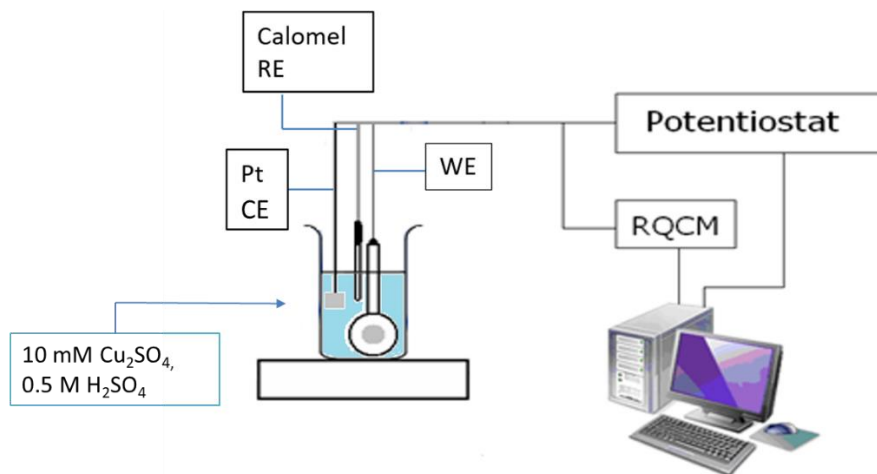 Calomel
RE
Potentiostat
Pt
CE
WE
RQCM
10 mM Cu₂SO₄,
0.5 M H₂SO₄